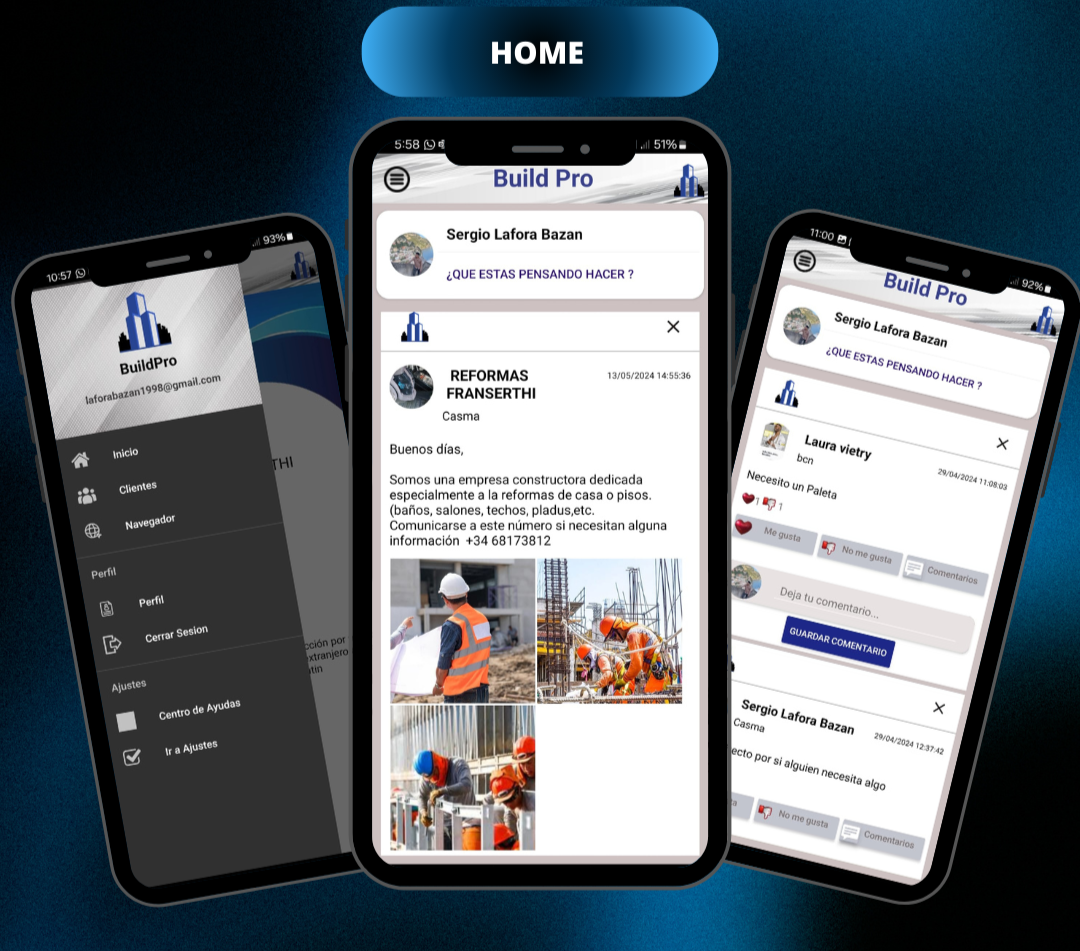 HOME
10:57
93%
BuildPro
laforabazan1998@gmail.com
Inicio
Clientes
Navegador
Perfil
Perfil
Cerrar Sesion
Ajustes
Centro de Ayudas
Ir a Ajustes
THI
cción por
extranjero
5:58
51%
Build Pro
Sergio Lafora Bazan
¿QUE ESTAS PENSANDO HACER ?
REFORMAS
FRANSERTHI
13/05/2024 14:55:36
Casma
Buenos días,
Somos una empresa constructora dedicada
especialmente a la reformas de casa o pisos.
(baños, salones, techos, pladus,etc.
Comunicarse a este número si necesitan alguna
información +34 68173812
11:00
92%
Build Pro
Sergio Lafora Bazan
¿QUE ESTAS PENSANDO HACER ?
Laura vietry
bcn
29/04/2024 11:08:03
Necesito un Paleta
1 1
Me gusta
No me gusta
Comentarios
Deja tu comentario...
GUARDAR COMENTARIO
Sergio Lafora Bazan
Casma
29/04/2024 12:37:42
ecto por si alguien necesita algo
ta
No me gusta
Comentarios